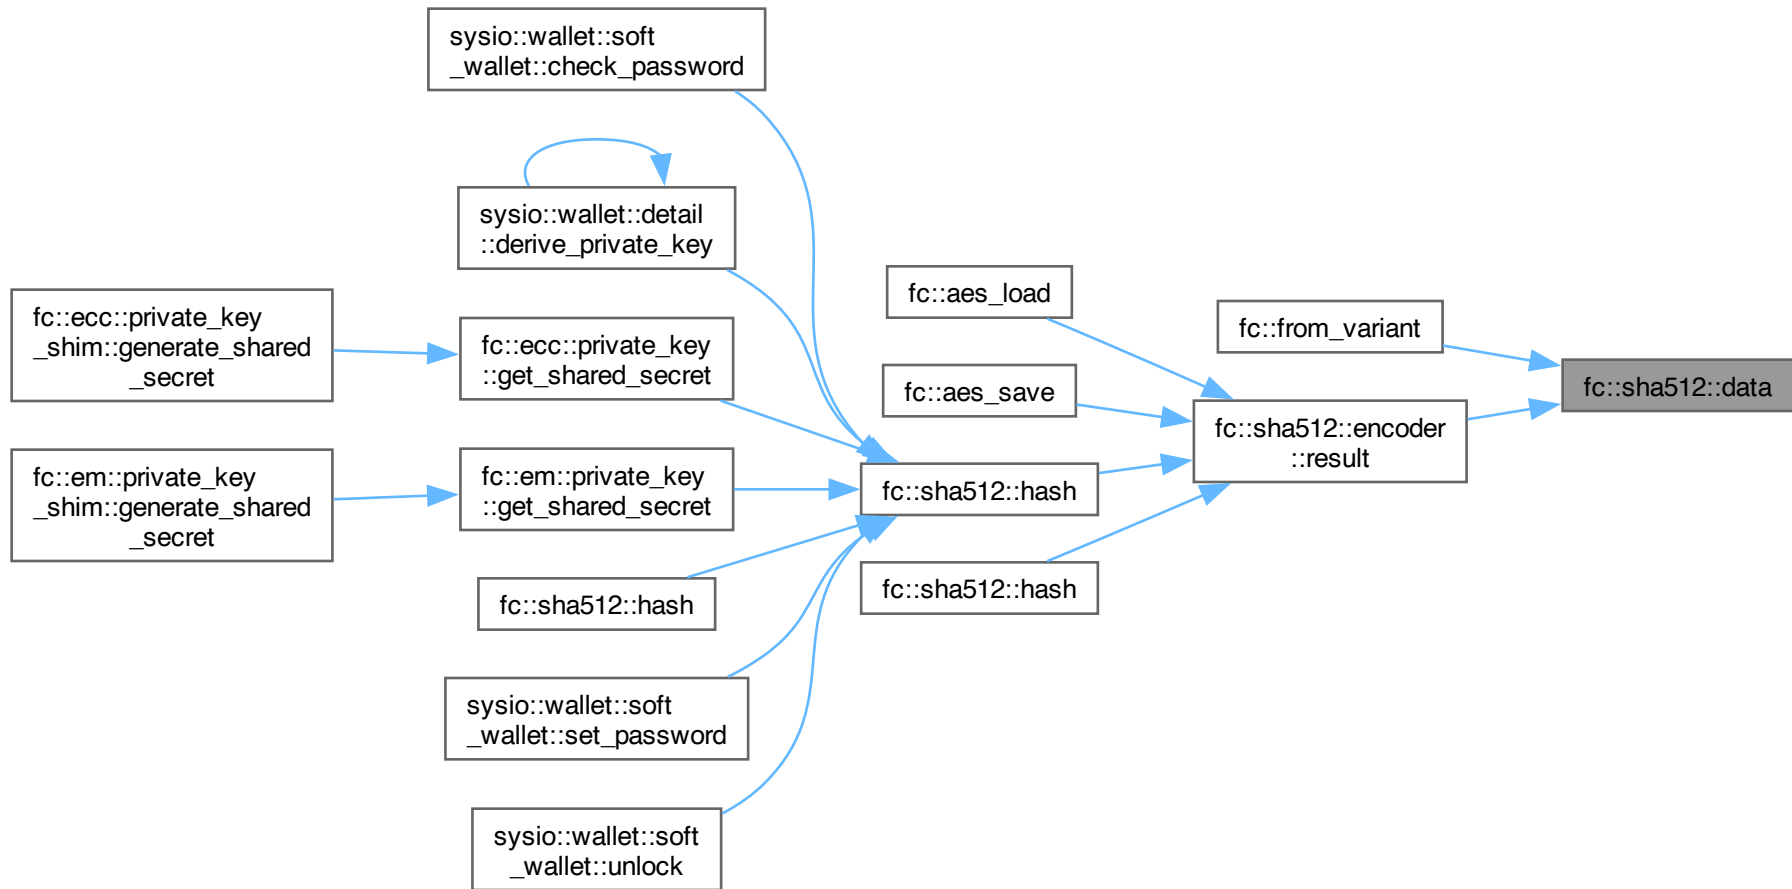 sysio::wallet::soft
_wallet::check_password
sysio::wallet::detail
::derive_private_key
fc::ecc::private_key
_shim::generate_shared
_secret
fc::ecc::private_key
::get_shared_secret
fc::em::private_key
_shim::generate_shared
_secret
fc::em::private_key
::get_shared_secret
fc::sha512::hash
sysio::wallet::soft
_wallet::set_password
sysio::wallet::soft
_wallet::unlock
fc::aes_load
fc::aes_save
fc::sha512::hash
fc::sha512::hash
fc::from_variant
fc::sha512::encoder
::result
fc::sha512::data